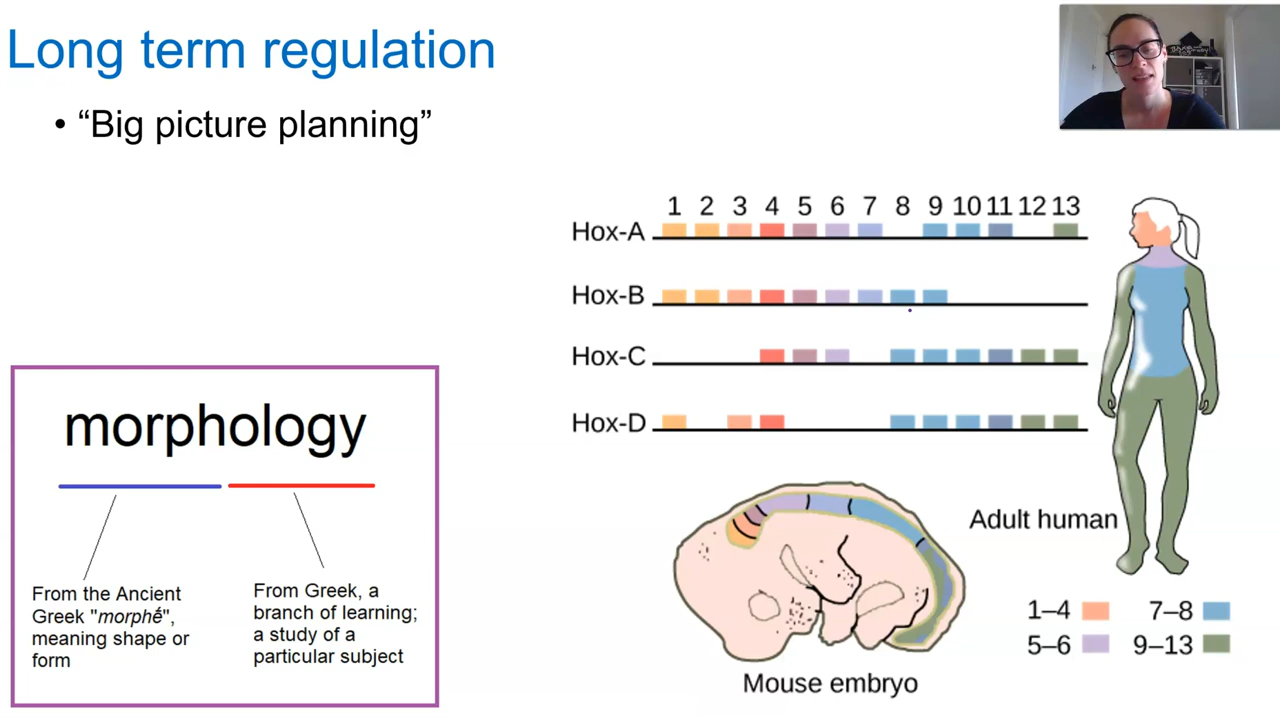 Long term regulation
• “Big picture planning”
1 2 3 4 5 6 7 8 9 10 11 12 13
Hox-A
Hox-B
Hox-C
Hox-D
morphology
From the Ancient
Greek "morphḗ",
meaning shape or
form
From Greek, a
branch of learning;
a study of a
particular subject
Mouse embryo
Adult human
1–4
7–8
5–6
9–13